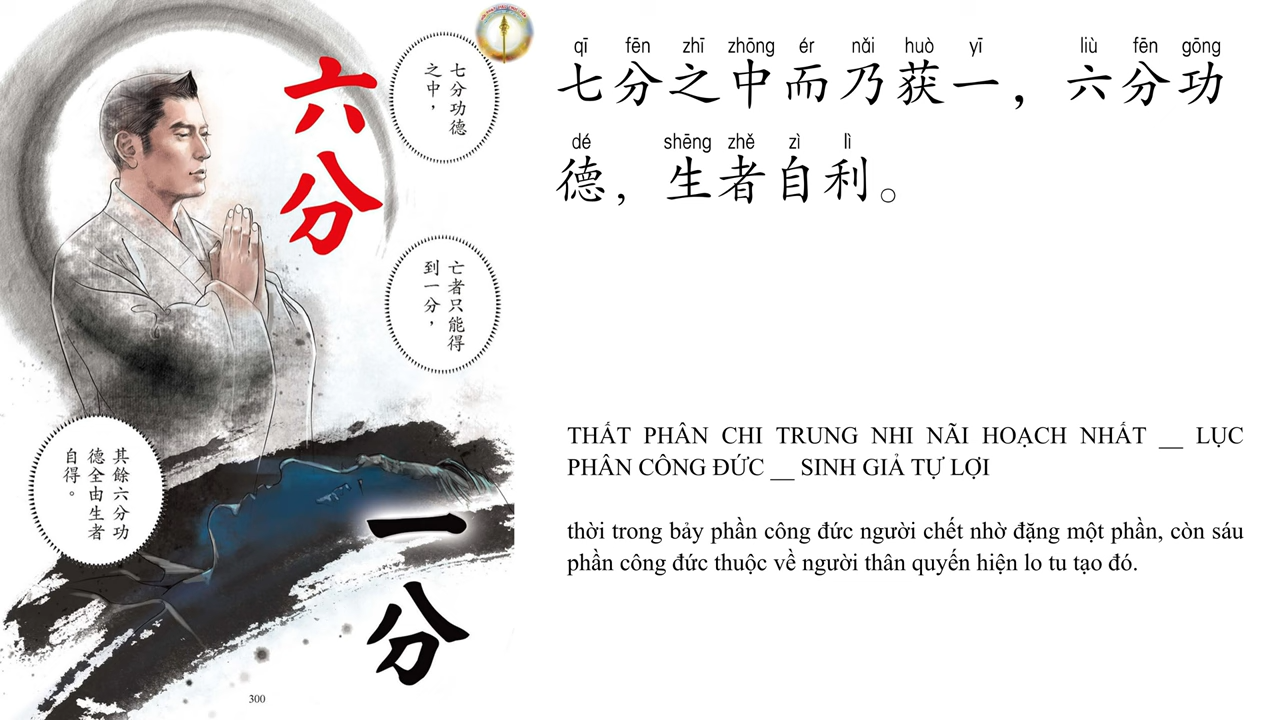 六分
七分功德
之中，
亡者只能得
到一分，
其餘六分功
德全由生者
自得。
一分
300
qī fēn zhī zhōng ér nǎi huò yī liù fēn gōng
七分之中而乃获一，六分功
dé shēng zhě zì lì
德，生者自利。
THẤT PHÂN CHI TRUNG NHI NÃI HOẠCH NHẤT __ LỤC
PHÂN CÔNG ĐỨC __ SINH GIẢ TỰ LỢI
thời trong bảy phần công đức người chết nhờ đặng một phần, còn sáu
phần công đức thuộc về người thân quyến hiện lo tu tạo đó.